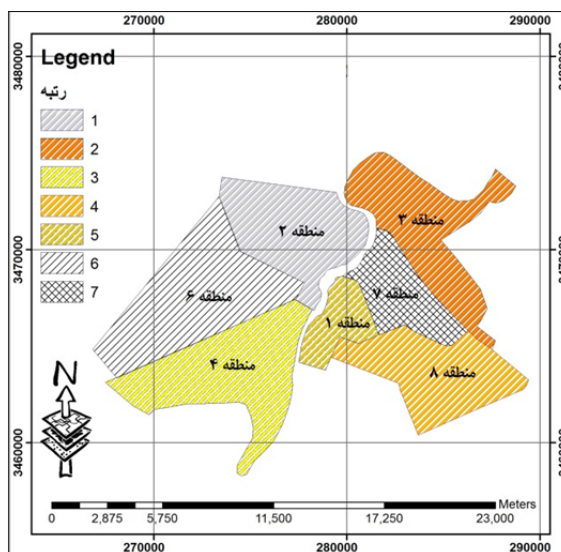 270000 280000 290000
3480000 3480000
Legend
رتبه
1
2
3
4
5
6
7
منطقه ۳
منطقه ۲
3470000
منطقه ۷
منطقه ۶
منطقه ۱
منطقه ۴
منطقه ۸
N
3460000
Meters
0 2,875 5,750 11,500 17,250 23,000
270000 280000 290000